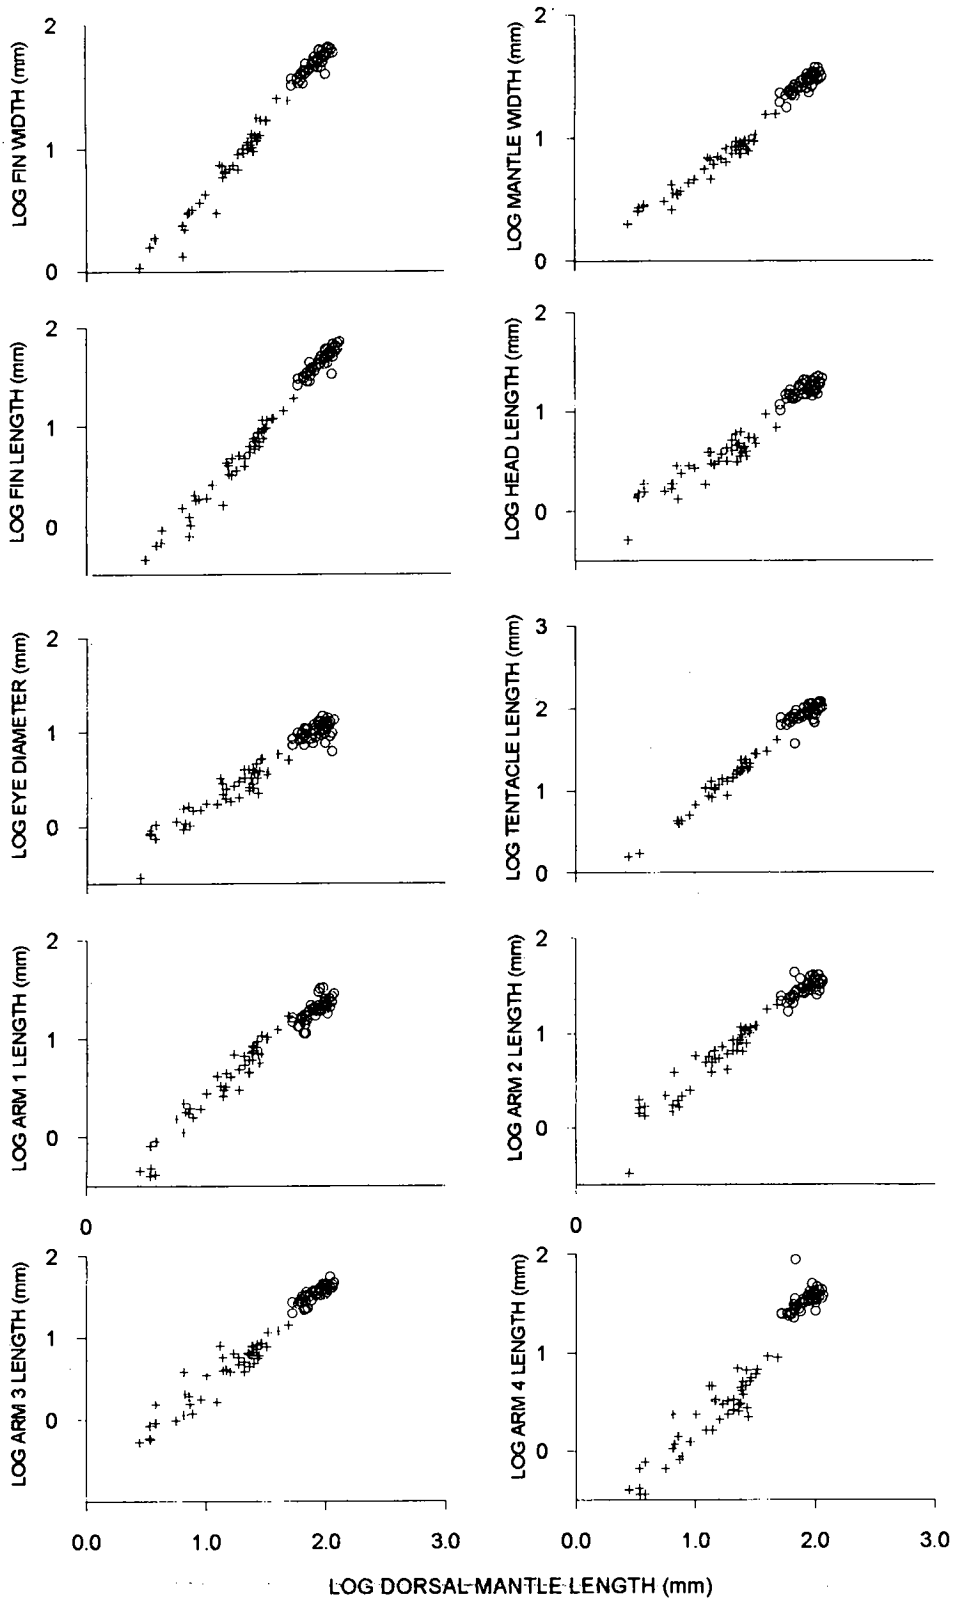 LOG FIN WIDTH (mm)
2
1
0
LOG MANTLE WIDTH (mm)
2
1
0
LOG FIN LENGTH (mm)
2
1
0
LOG HEAD LENGTH (mm)
2
1
0
LOG EYE DIAMETER (mm)
2
1
0
LOG TENTACLE LENGTH (mm)
3
2
1
0
LOG ARM 1 LENGTH (mm)
2
1
0
0
LOG ARM 2 LENGTH (mm)
2
1
0
0
LOG ARM 3 LENGTH (mm)
2
1
0
0.0 1.0 2.0 3.0
LOG ARM 4 LENGTH (mm)
2
1
0
0.0 1.0 2.0 3.0
LOG DORSAL MANTLE LENGTH (mm)